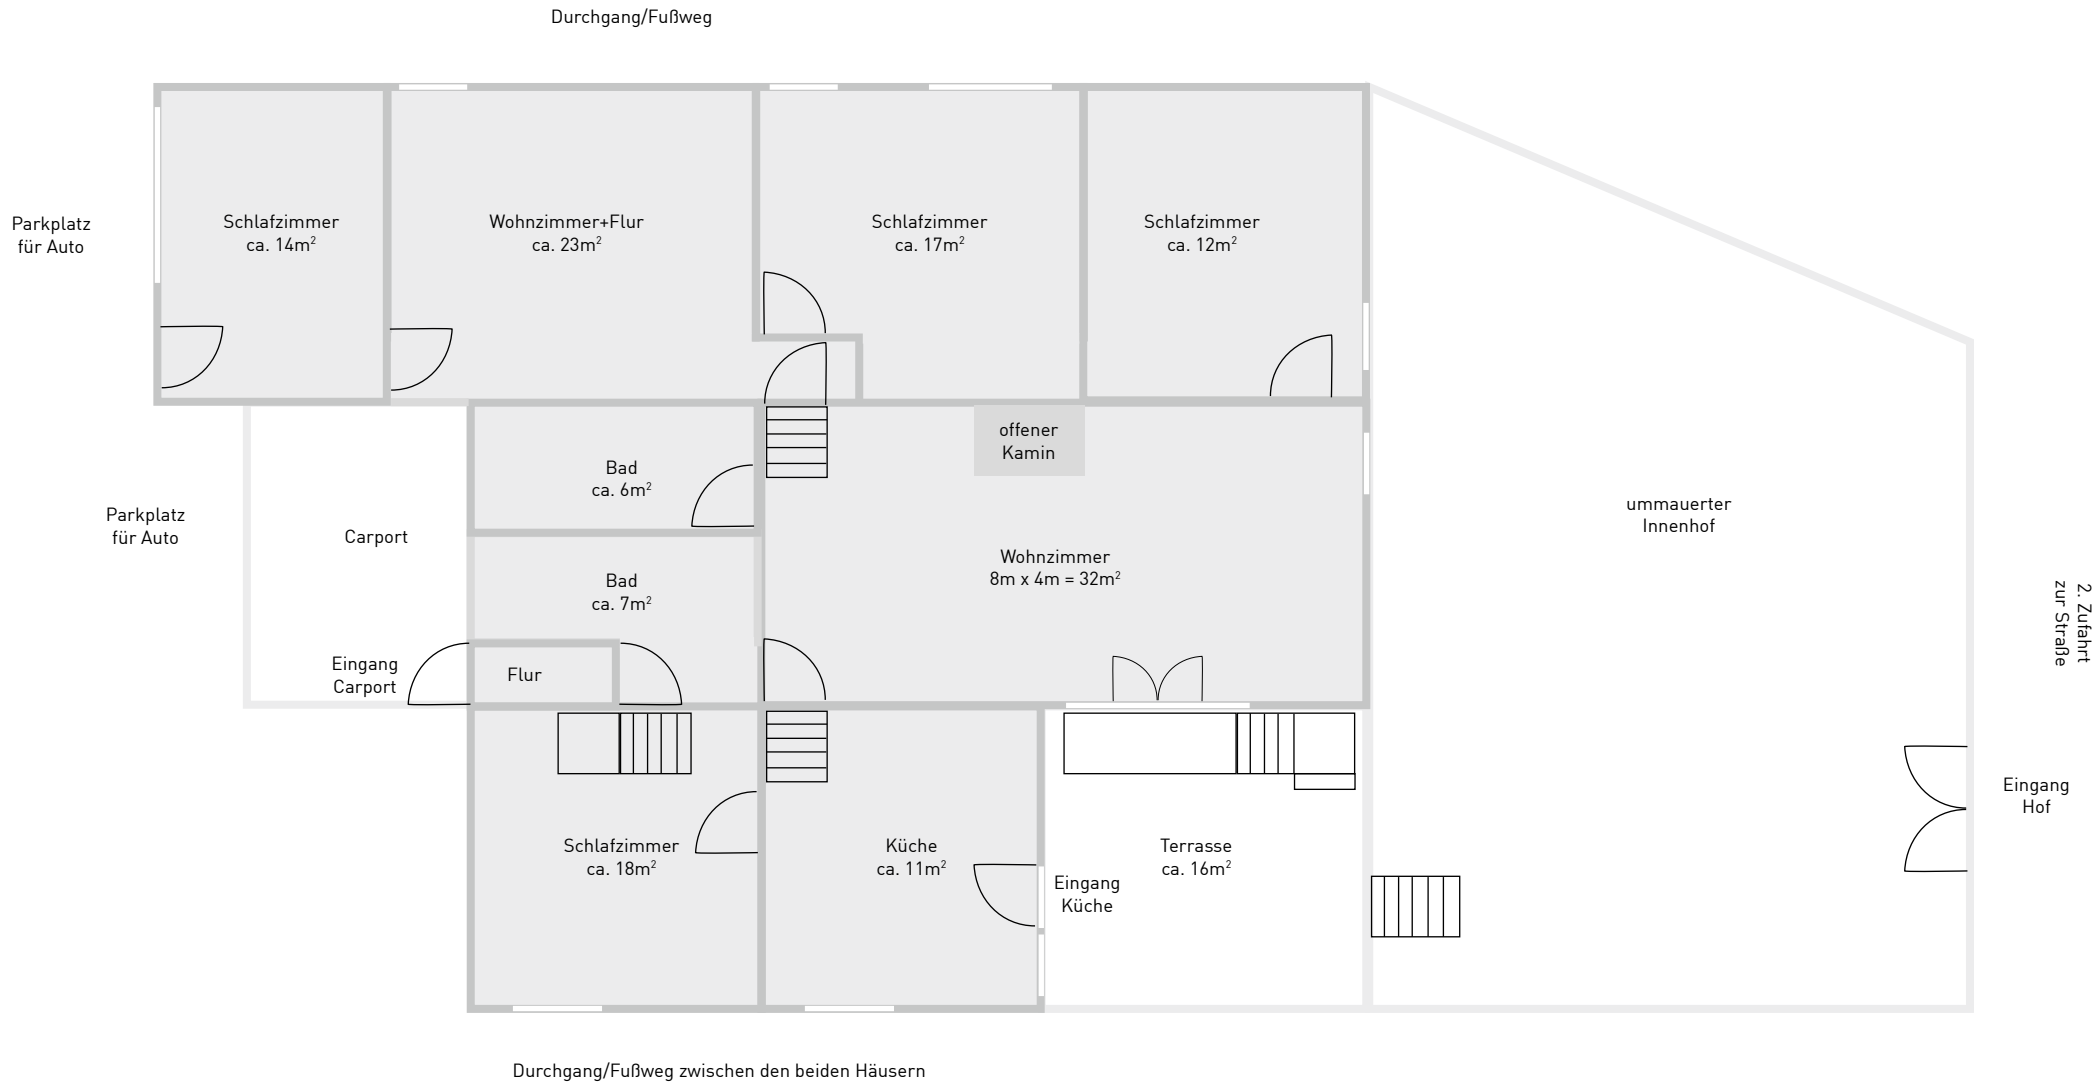 Durchgang/Fußweg
Parkplatz
für Auto
Schlafzimmer
ca. 14m²
Wohnzimmer+Flur
ca. 23m²
Schlafzimmer
ca. 17m²
Schlafzimmer
ca. 12m²
offener
Kamin
Bad
ca. 6m²
Parkplatz
für Auto
Carport
ummauerter
Innenhof
Wohnzimmer
8m x 4m = 32m²
Bad
ca. 7m²
2. Zufahrt
zur Straße
Eingang
Carport
Flur
Eingang
Hof
Schlafzimmer
ca. 18m²
Küche
ca. 11m²
Terrasse
ca. 16m²
Eingang
Küche
Durchgang/Fußweg zwischen den beiden Häusern